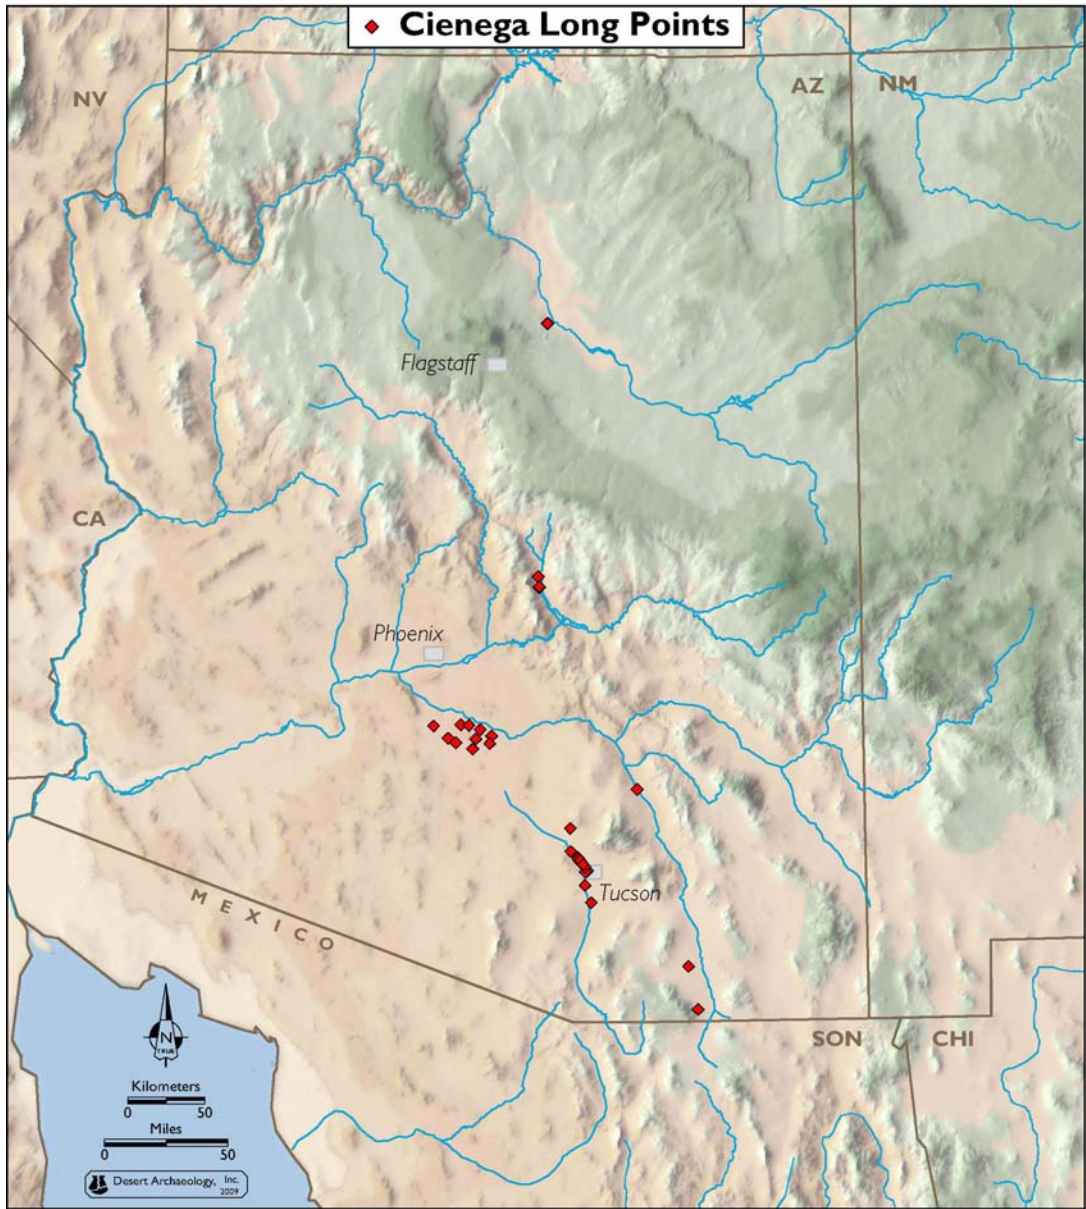 Cienega Long Points
NV
AZ
NM
Flagstaff
CA
Phoenix
Tucson
MEXICO
SON
CHI
N
TRUE
Kilometers
0 50
Miles
0 50
Desert Archaeology, Inc.
2009